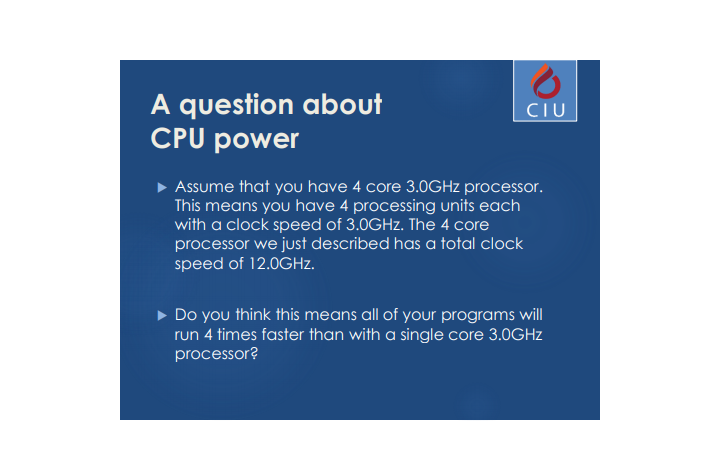 CIU
A question about
CPU power
Assume that you have 4 core 3.0GHz processor.
This means you have 4 processing units each
with a clock speed of 3.0GHz. The 4 core
processor we just described has a total clock
speed of 12.0GHz.
Do you think this means all of your programs will
run 4 times faster than with a single core 3.0GHz
processor?